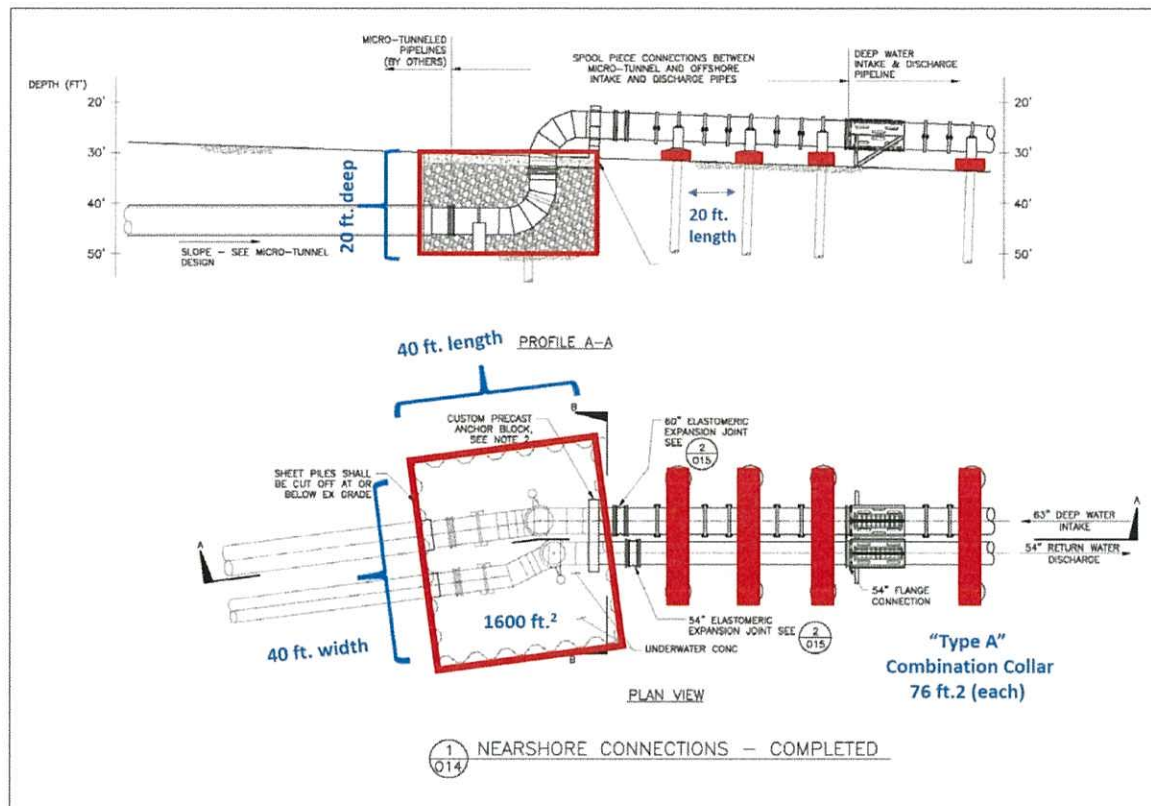 MICRO-TUNNELED
PIPELINES
(BY OTHERS)
SPOOL PIECE CONNECTIONS BETWEEN
MICRO-TUNNEL AND OFFSHORE
INTAKE AND DISCHARGE PIPES
DEEP WATER
INTAKE & DISCHARGE
PIPELINE
DEPTH (FT')
20'
30'
40'
50'
20'
30'
40'
50'
20 ft. deep
20 ft.
length
SLOPE - SEE MICRO-TUNNEL
DESIGN
PROFILE A-A
40 ft. length
CUSTOM PRECAST
ANCHOR BLOCK,
SEE NOTE 2
B
60" ELASTOMERIC
EXPANSION JOINT
SEE
2
015
SHEET PILES SHALL
BE CUT OFF AT OR
BELOW EX GRADE
A
A
63" DEEP WATER
INTAKE
54" RETURN WATER
DISCHARGE
54" FLANGE
CONNECTION
40 ft. width
1600 ft.²
54" ELASTOMERIC
EXPANSION JOINT SEE
2
015
UNDERWATER CONC
B
"Type A"
Combination Collar
76 ft.2 (each)
PLAN VIEW
1
014
NEARSHORE CONNECTIONS - COMPLETED